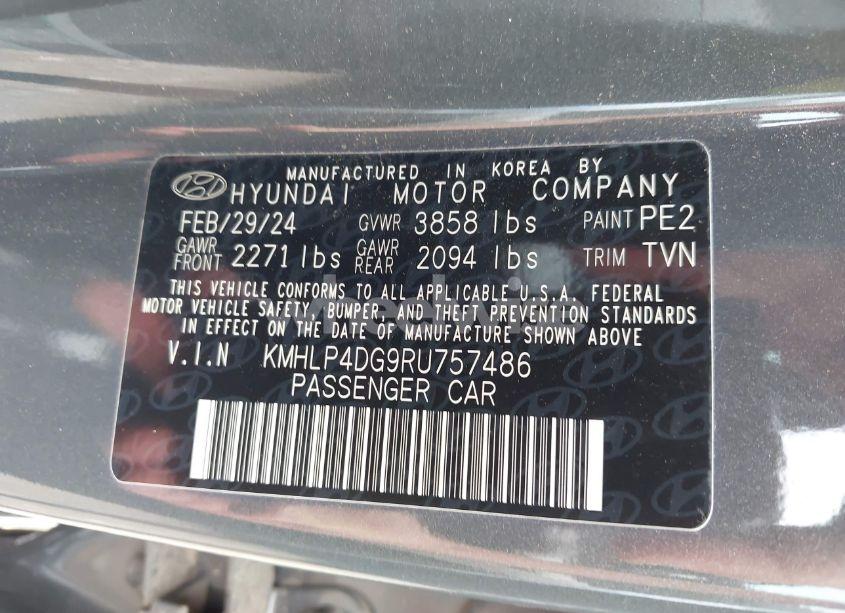 MANUFACTURED IN KOREA BY
HYUNDAI MOTOR COMPANY
FEB/29/24 GVWR 3858 lbs PAINT PE2
GAWR FRONT 2271 lbs GAWR REAR 2094 lbs TRIM TVN
THIS VEHICLE CONFORMS TO ALL APPLICABLE U.S.A. FEDERAL
MOTOR VEHICLE SAFETY, BUMPER, AND THEFT PREVENTION STANDARDS
IN EFFECT ON THE DATE OF MANUFACTURE SHOWN ABOVE
V.I.N KMHLP4DG9RU757486
PASSENGER CAR